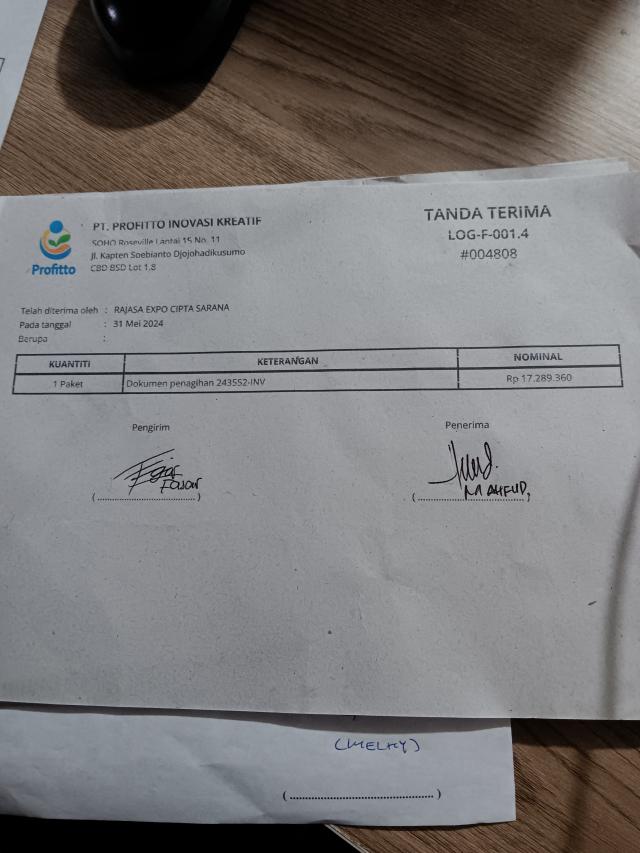 Profitto
PT. PROFITTO INOVASI KREATIF
SOHO Roseville Lantai 15 No. 11
Jl. Kapten Soebianto Djojohadikusumo
CBD BSD Lot 1.8
TANDA TERIMA
LOG-F-001.4
#004808
Telah diterima oleh : RAJASA EXPO CIPTA SARANA
Pada tanggal : 31 Mei 2024
Berupa :
KUANTITI KETERANGAN NOMINAL
1 Paket Dokumen penagihan 243552-INV Rp 17.289.360
Pengirim Penerima
Fajar MAHFUD,
(........................) (........................)
(MELKY)
(........................................)